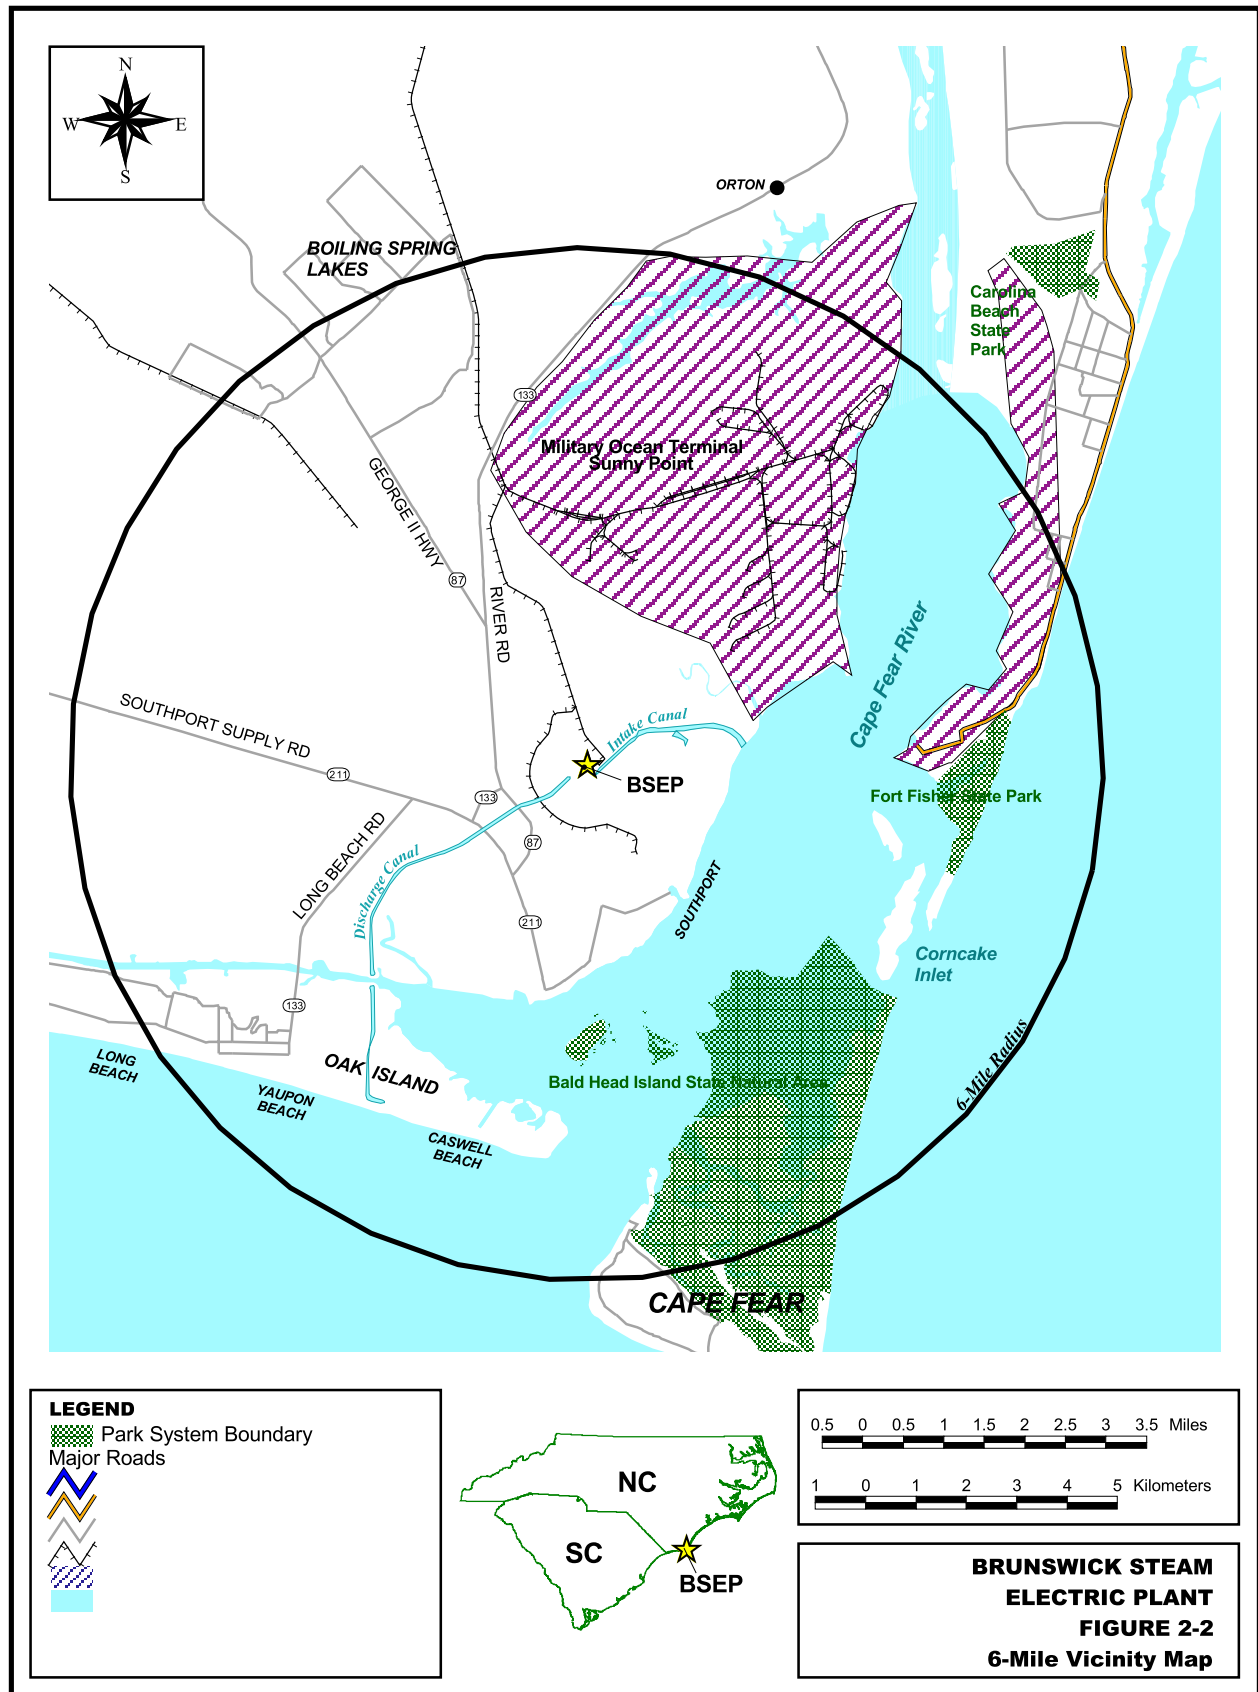 N
W
E
S
ORTON
BOILING SPRING
LAKES
Carolina
Beach
State
Park
133
Military Ocean Terminal
Sunny Point
GEORGE II HWY
87
RIVER RD
Cape Fear River
SOUTHPORT SUPPLY RD
211
Intake Canal
BSEP
133
Fort Fisher State Park
LONG BEACH RD
87
Discharge Canal
211
SOUTHPORT
Corncake
Inlet
133
LONG
BEACH
OAK ISLAND
YAUPON
BEACH
Bald Head Island State Natural Area
6-Mile Radius
CASWELL
BEACH
CAPE FEAR
LEGEND
Park System Boundary
Major Roads
NC
SC
BSEP
0.5 0 0.5 1 1.5 2 2.5 3 3.5 Miles
1 0 1 2 3 4 5 Kilometers
BRUNSWICK STEAM
ELECTRIC PLANT
FIGURE 2-2
6-Mile Vicinity Map